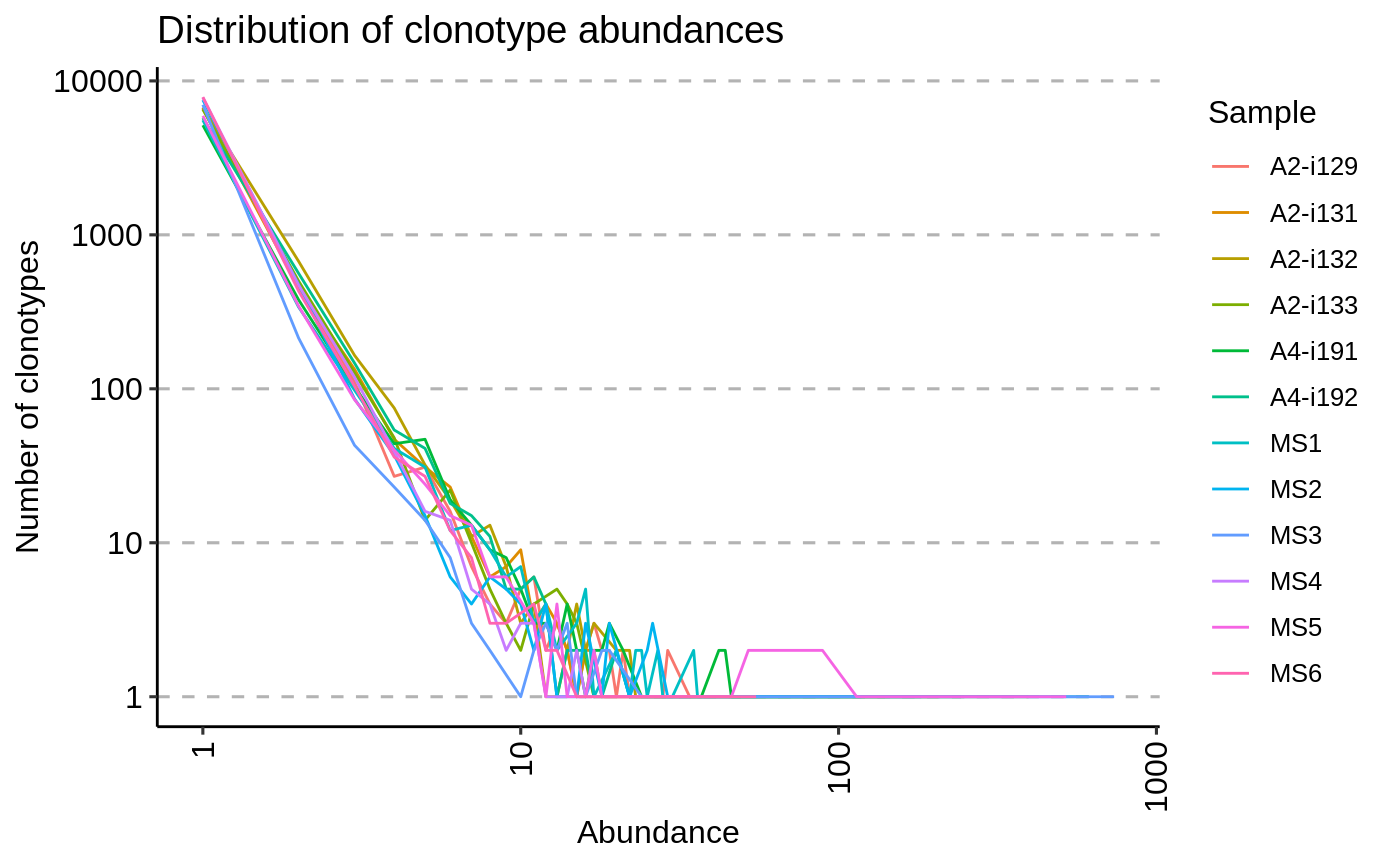 Distribution of clonotype abundances
Number of clonotypes
10000
1000
100
10
1
1
10
100
1000
Abundance
Sample
A2-i129
A2-i131
A2-i132
A2-i133
A4-i191
A4-i192
MS1
MS2
MS3
MS4
MS5
MS6